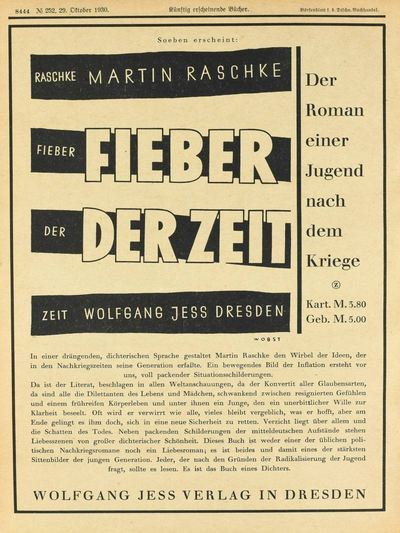 8444 № 252, 29. Oktober 1930.
Künftig erscheinende Bücher.
Börsenblatt f. d. Dtschn. Buchhandel.
Soeben erscheint:
RASCHKE MARTIN RASCHKE
FIEBER FIEBER
DER DER ZEIT
ZEIT WOLFGANG JESS DRESDEN
WOBST
Der
Roman
einer
Jugend
nach
dem
Kriege
Kart. M. 3.80
Geb. M. 5.00
In einer drängenden, dichterischen Sprache gestaltet Martin Raschke den Wirbel der Ideen, der
in den Nachkriegszeiten seine Generation erfaßte. Ein bewegendes Bild der Inflation ersteht vor
uns, voll packender Situationsschilderungen.
Da ist der Literat, beschlagen in allen Weltanschauungen, da der Konvertit aller Glaubensarten,
da sind alle die Dilettanten des Lebens und Mädchen, schwankend zwischen resignierten Gefühlen
und einem frühreifen Körperleben und unter ihnen ein Junge, den ein unerbittlicher Wille zur
Klarheit beseelt. Oft wird er verwirrt wie alle, vieles bleibt vergeblich, was er hofft, aber am
Ende gelingt es ihm doch, sich in eine neue Sicherheit zu retten. Verzicht liegt über allem und
die Schatten des Todes. Neben packenden Schilderungen der mitteldeutschen Aufstände stehen
Liebesszenen von großer dichterischer Schönheit. Dieses Buch ist weder einer der üblichen poli-
tischen Nachkriegsromane noch ein Liebesroman; es ist beides und damit eines der stärksten
Sittenbilder der jungen Generation. Jeder, der nach den Gründen der Radikalisierung der Jugend
fragt, sollte es lesen. Es ist das Buch eines Dichters.
WOLFGANG JESS VERLAG IN DRESDEN